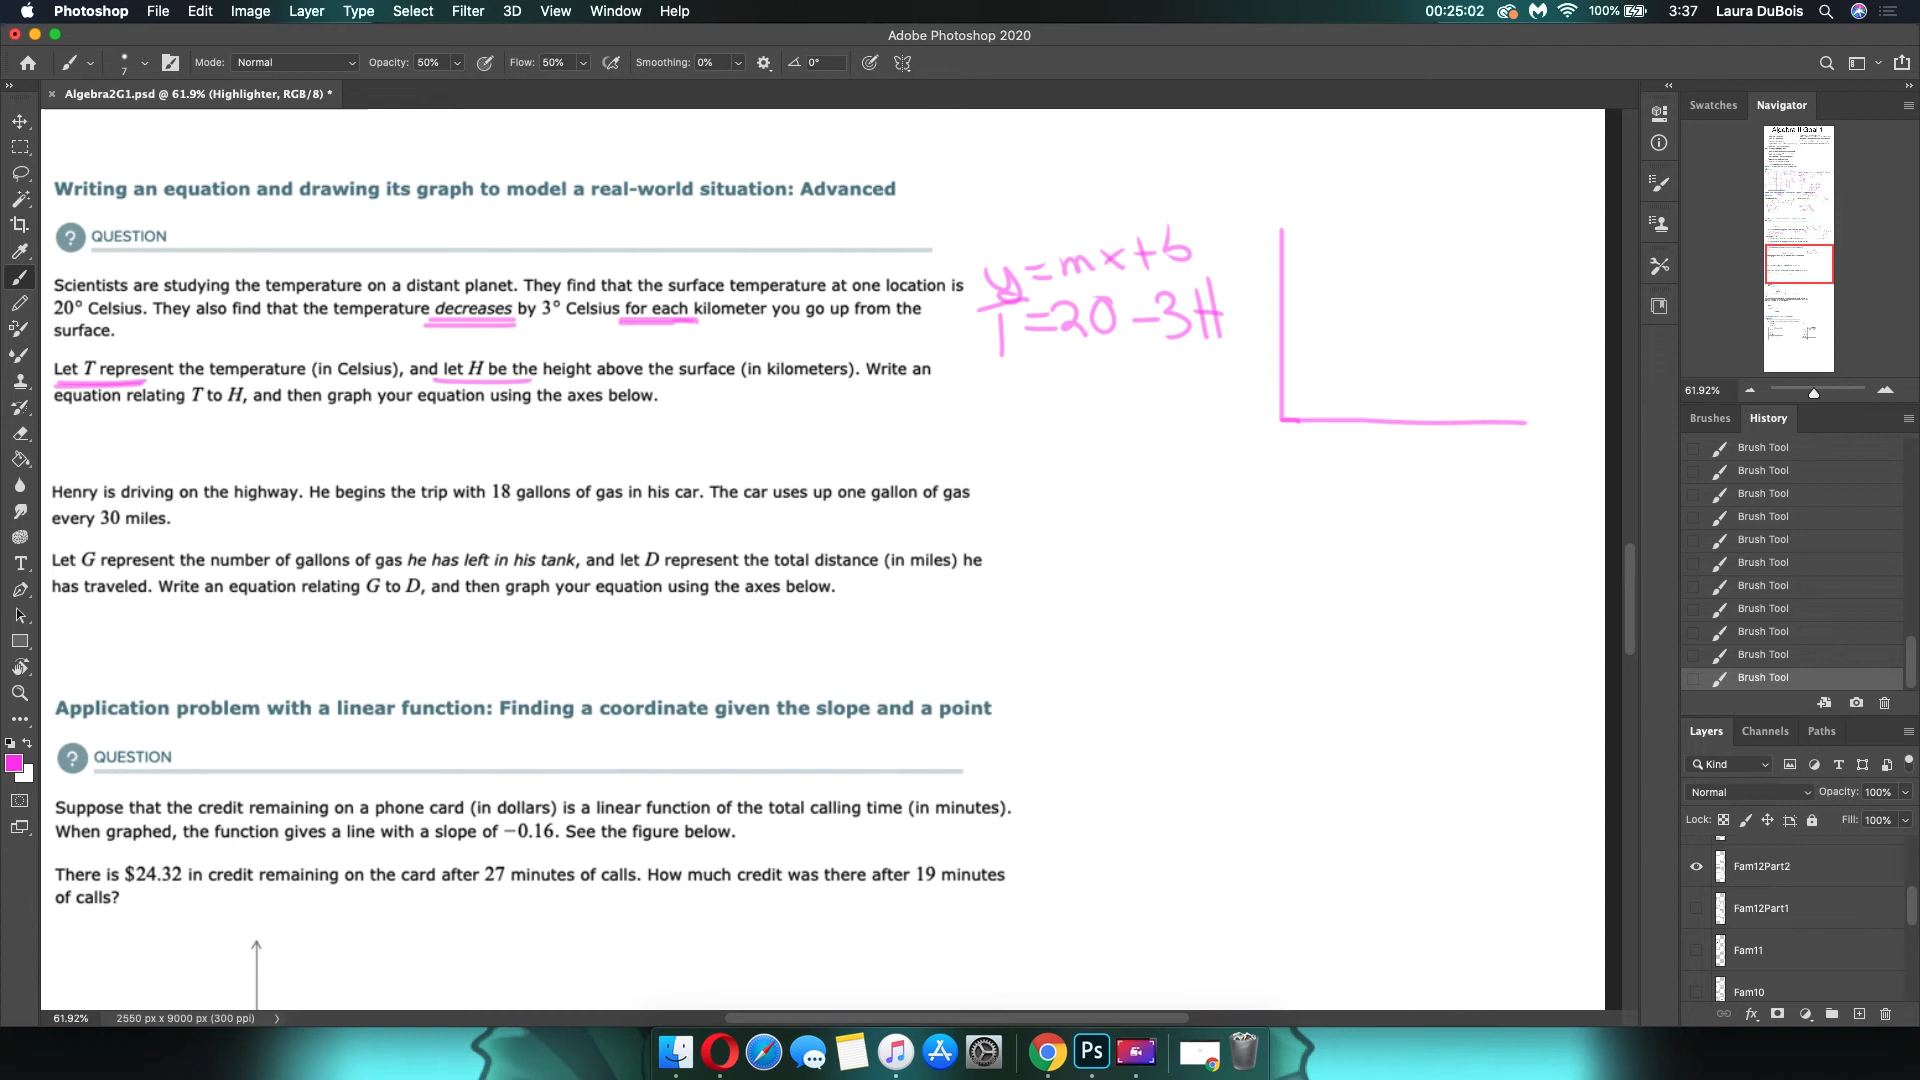 Photoshop File Edit Image Layer Type Select Filter 3D View Window Help 00:25:02 100% 3:37 Laura DuBois
Adobe Photoshop 2020
7 Mode: Normal Opacity: 50% Flow: 50% Smoothing: 0% 0°
Algebra2G1.psd @ 61.9% (Highlighter, RGB/8) *
Swatches Navigator
Algebra II Goal 1
Writing an equation and drawing its graph to model a real-world situation: Advanced
? QUESTION
Scientists are studying the temperature on a distant planet. They find that the surface temperature at one location is
20° Celsius. They also find that the temperature decreases by 3° Celsius for each kilometer you go up from the
surface.
Let T represent the temperature (in Celsius), and let H be the height above the surface (in kilometers). Write an
equation relating T to H, and then graph your equation using the axes below.
y=mx+b
T=20-3H
Henry is driving on the highway. He begins the trip with 18 gallons of gas in his car. The car uses up one gallon of gas
every 30 miles.
Let G represent the number of gallons of gas he has left in his tank, and let D represent the total distance (in miles) he
has traveled. Write an equation relating G to D, and then graph your equation using the axes below.
Application problem with a linear function: Finding a coordinate given the slope and a point
? QUESTION
Suppose that the credit remaining on a phone card (in dollars) is a linear function of the total calling time (in minutes).
When graphed, the function gives a line with a slope of −0.16. See the figure below.
There is $24.32 in credit remaining on the card after 27 minutes of calls. How much credit was there after 19 minutes
of calls?
61.92%
Brushes History
Brush Tool
Brush Tool
Brush Tool
Brush Tool
Brush Tool
Brush Tool
Brush Tool
Brush Tool
Brush Tool
Brush Tool
Brush Tool
Layers Channels Paths
Kind
Normal Opacity: 100%
Lock: Fill: 100%
Fam12Part2
Fam12Part1
Fam11
Fam10
fx
61.92% 2550 px x 9000 px (300 ppi)
Ps